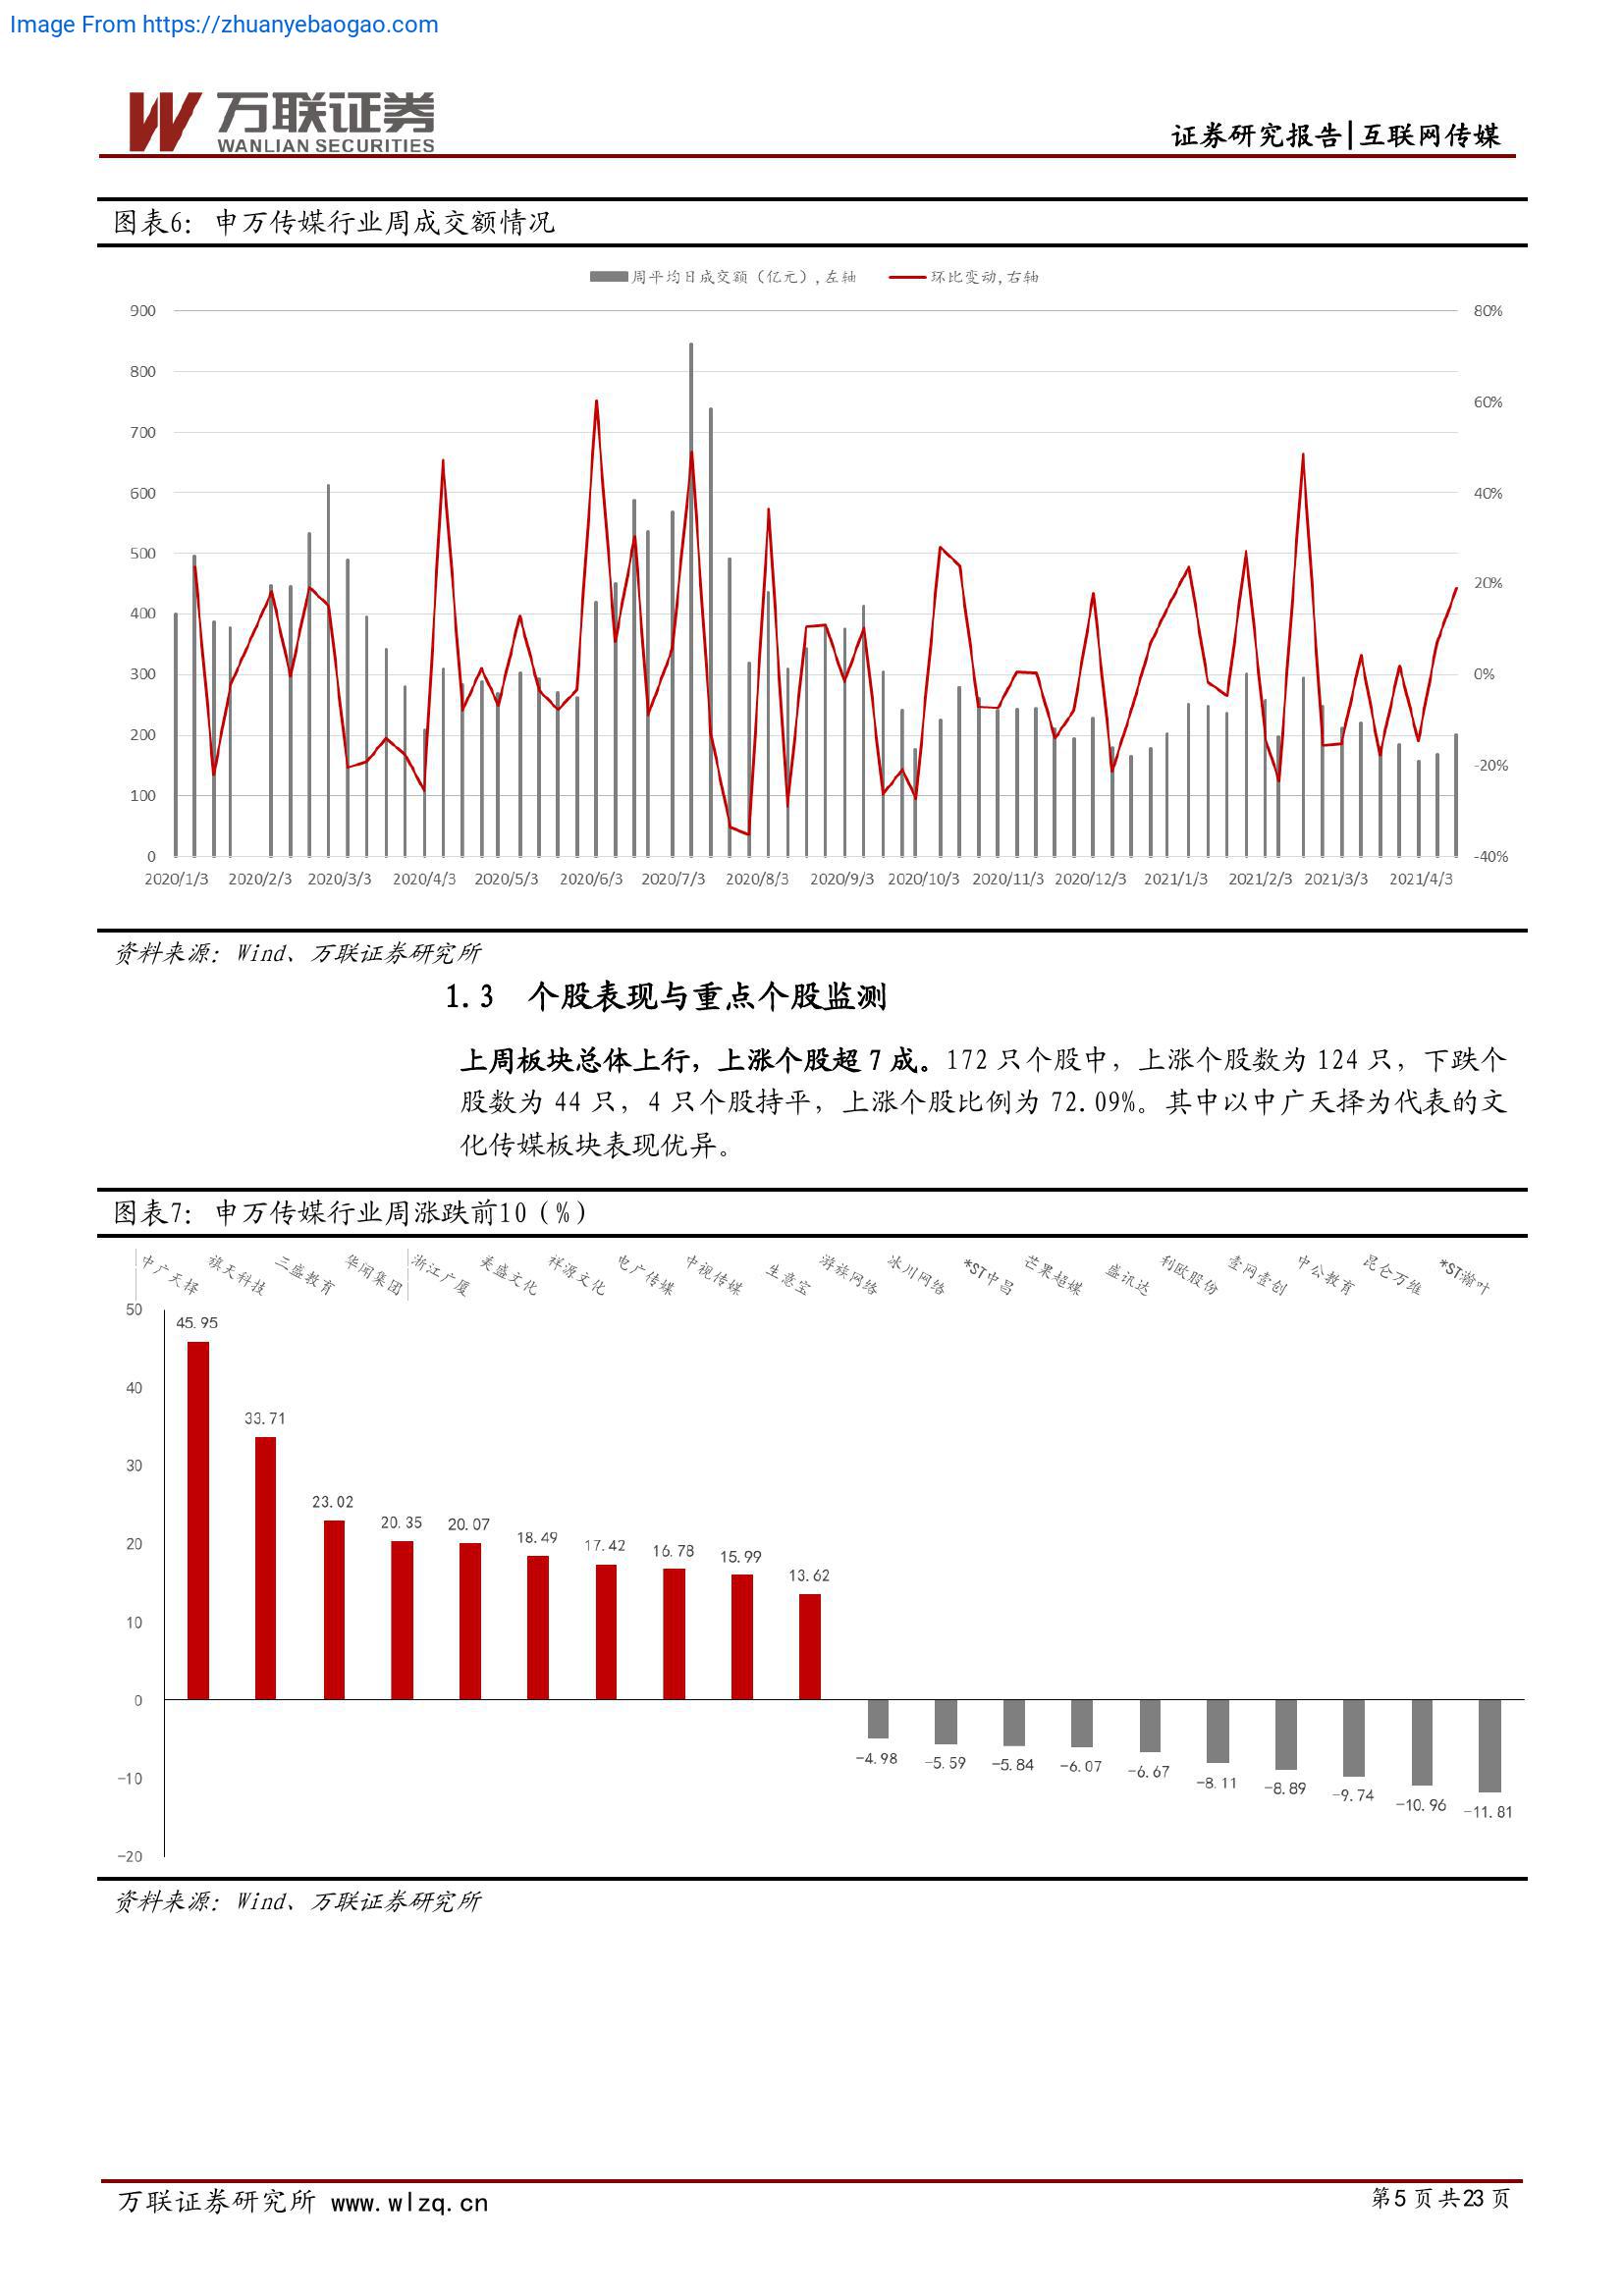 Image From https://zhuanyebaogao.com
万联证券
WANLIAN SECURITIES
证券研究报告|互联网传媒
图表6：申万传媒行业周成交额情况
周平均日成交额（亿元）,左轴 环比变动,右轴
900 80%
800
700 60%
600 40%
500
400 20%
300 0%
200
100 -20%
0 -40%
2020/1/3 2020/2/3 2020/3/3 2020/4/3 2020/5/3 2020/6/3 2020/7/3 2020/8/3 2020/9/3 2020/10/3 2020/11/3 2020/12/3 2021/1/3 2021/2/3 2021/3/3 2021/4/3
资料来源：Wind、万联证券研究所
1.3 个股表现与重点个股监测
上周板块总体上行，上涨个股超 7 成。172 只个股中，上涨个股数为 124 只，下跌个
股数为 44 只，4 只个股持平，上涨个股比例为 72.09%。其中以中广天择为代表的文
化传媒板块表现优异。
图表7：申万传媒行业周涨跌前10（%）
中广天择 旗天科技 三盛教育 华闻集团 浙江广厦 美盛文化 祥源文化 电广传媒 中视传媒 生意宝 游族网络 冰川网络 *ST中昌 芒果超媒 盛讯达 利欧股份 壹网壹创 中公教育 昆仑万维 *ST瀚叶
50
45.95
40
33.71
30
23.02
20.35 20.07 18.49 17.42 16.78 15.99 13.62
20
10
0
-4.98 -5.59 -5.84 -6.07 -6.67 -8.11 -8.89 -9.74 -10.96 -11.81
-10
-20
资料来源：Wind、万联证券研究所
万联证券研究所 www.wlzq.cn
第5 页 共23 页